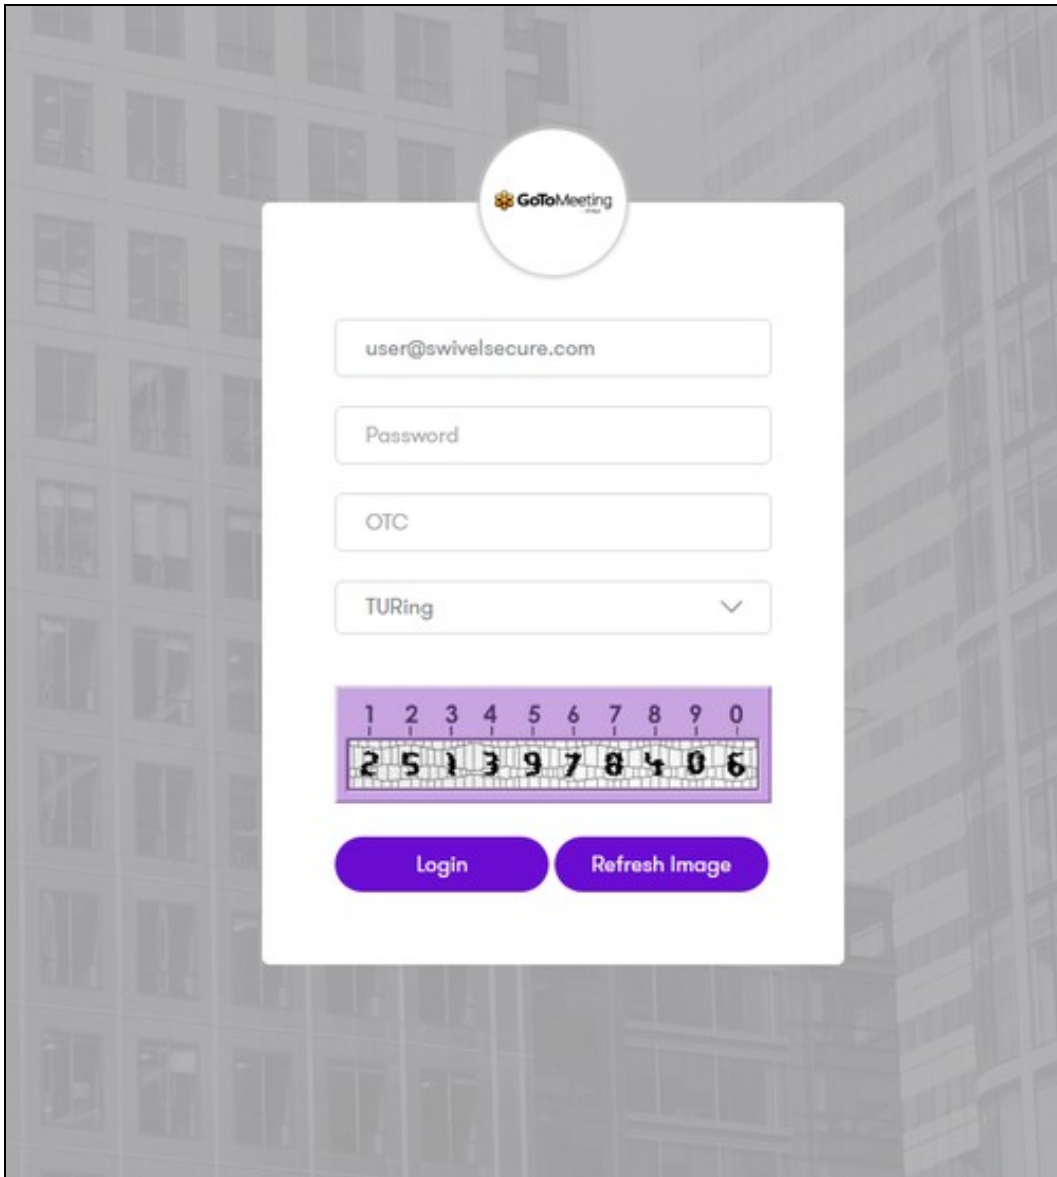 GoToMeeting
user@swivelsecure.com
Password
OTC
TURing
1 2 3 4 5 6 7 8 9 0
2 5 1 3 9 7 8 4 0 6
Login Refresh Image